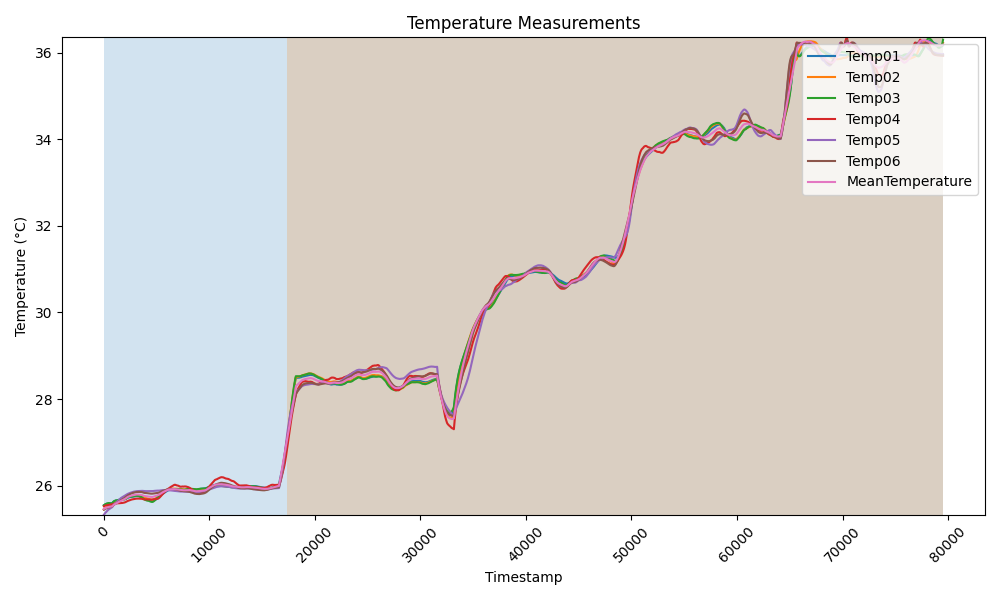 Temperature Measurements
36
34
32
30
28
26
Temperature (°C)
Temp01
Temp02
Temp03
Temp04
Temp05
Temp06
MeanTemperature
0
10000
20000
30000
40000
50000
60000
70000
80000
Timestamp